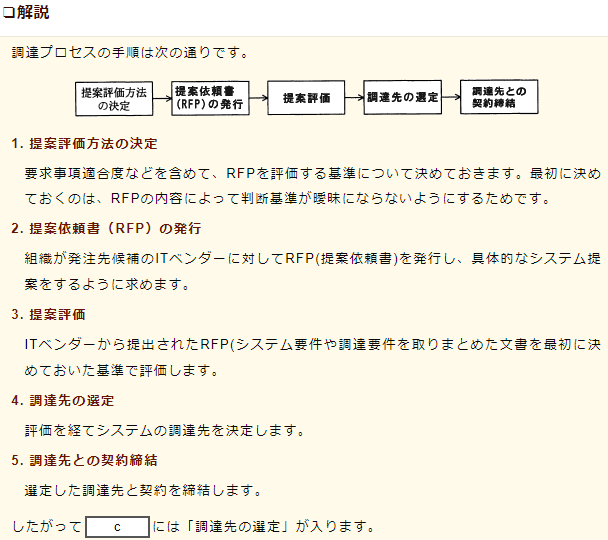 ❏解説
調達プロセスの手順は次の通りです。
提案評価方法
の決定
提案依頼書
(RFP)の発行
提案評価
調達先の選定
調達先との
契約締結
1. 提案評価方法の決定
要求事項適合度などを含めて、RFPを評価する基準について決めておきます。最初に決め
ておくのは、RFPの内容によって判断基準が曖昧にならないようにするためです。
2. 提案依頼書（RFP）の発行
組織が発注先候補のITベンダーに対してRFP(提案依頼書)を発行し、具体的なシステム提
案をするように求めます。
3. 提案評価
ITベンダーから提出されたRFP(システム要件や調達要件を取りまとめた文書を最初に決
めておいた基準で評価します。
4. 調達先の選定
評価を経てシステムの調達先を決定します。
5. 調達先との契約締結
選定した調達先と契約を締結します。
したがって c には「調達先の選定」が入ります。